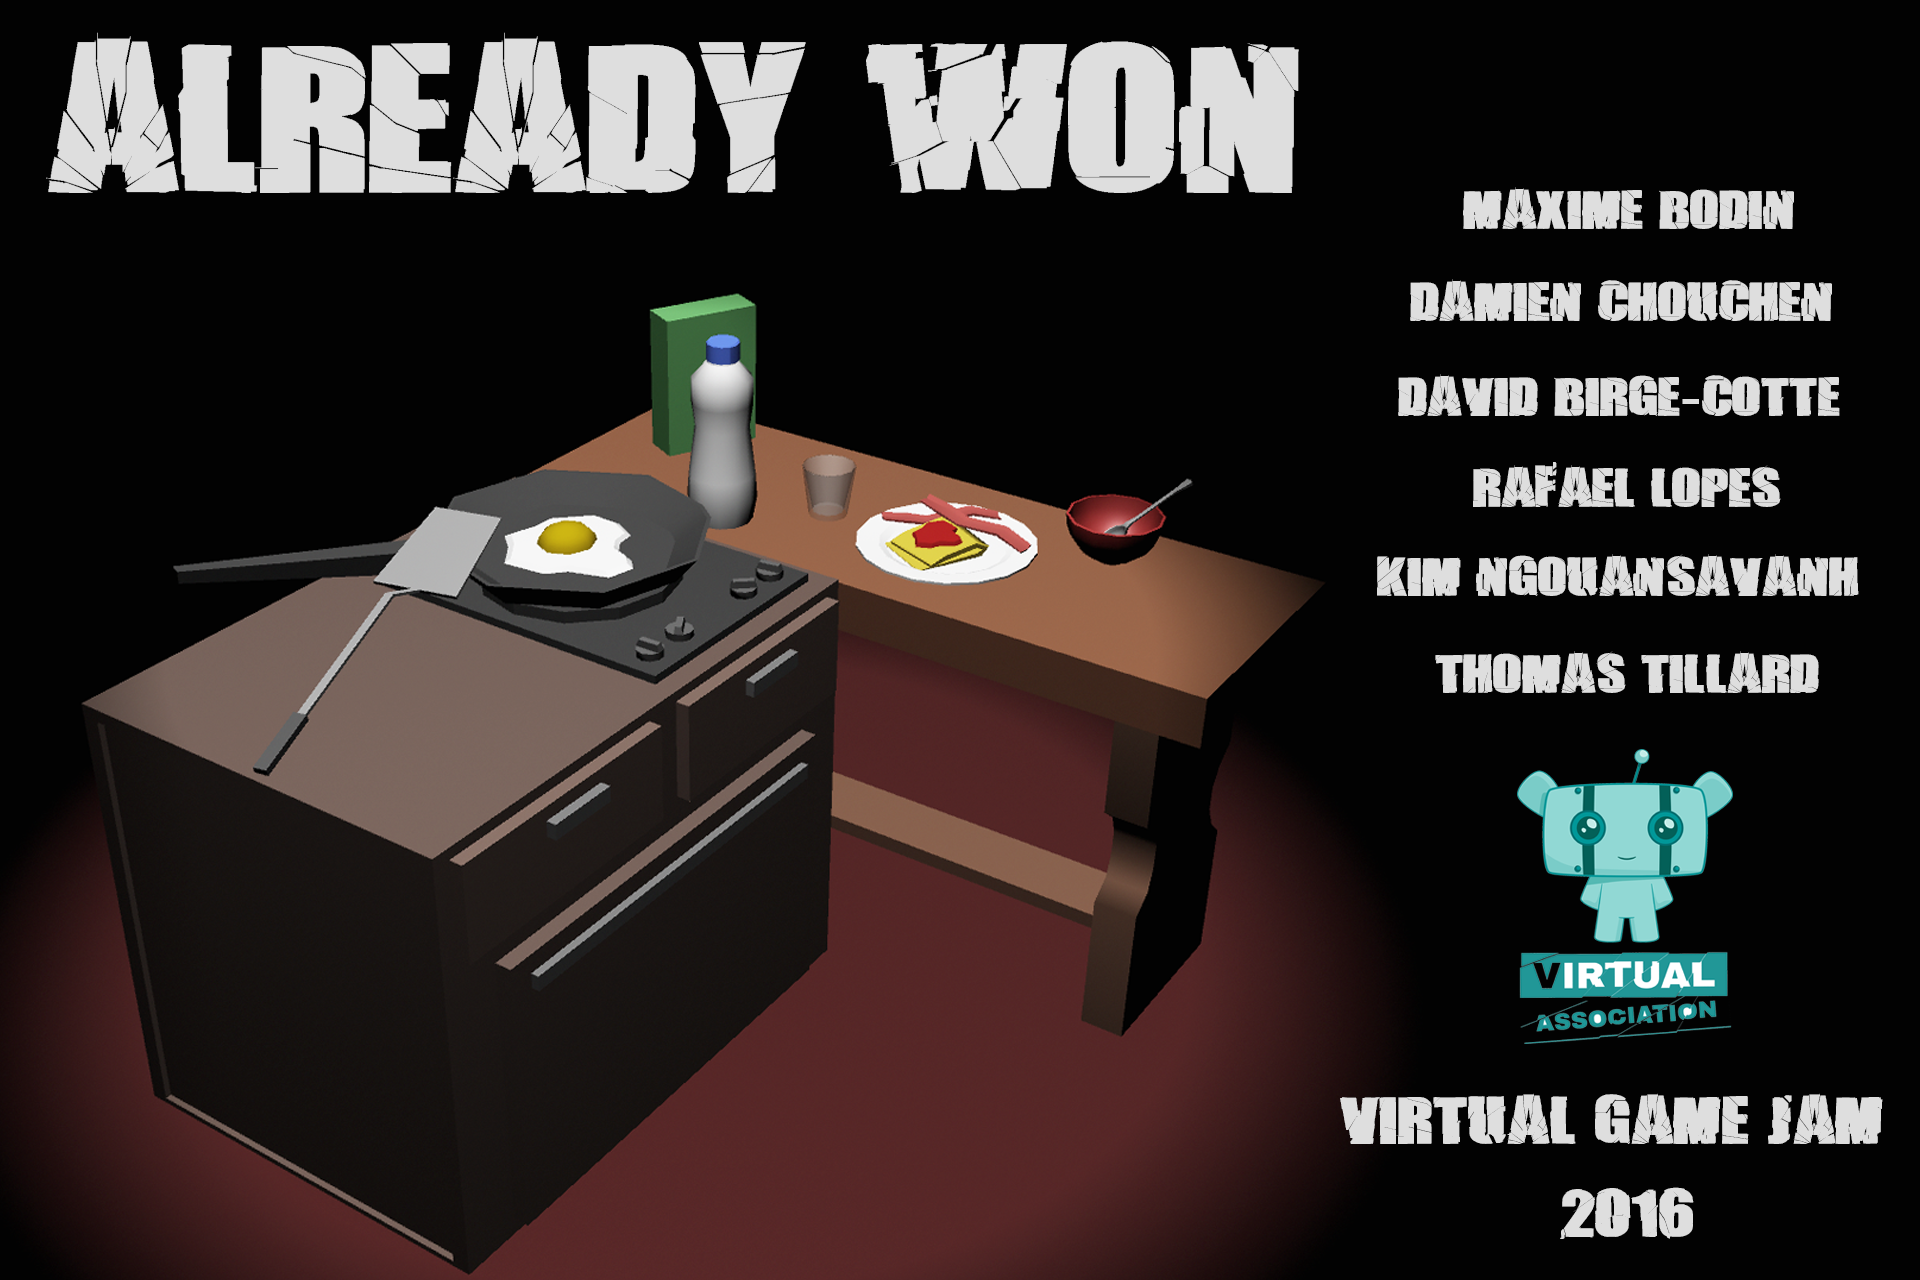 ALREADY WON
MAXIME BODIN
DAMIEN CHOUCHEN
DAVID BIRGE-COTTE
RAFAEL LOPES
KIM NGOUANSAVANH
THOMAS TILLARD
VIRTUAL
ASSOCIATION
VIRTUAL GAME JAM
2016